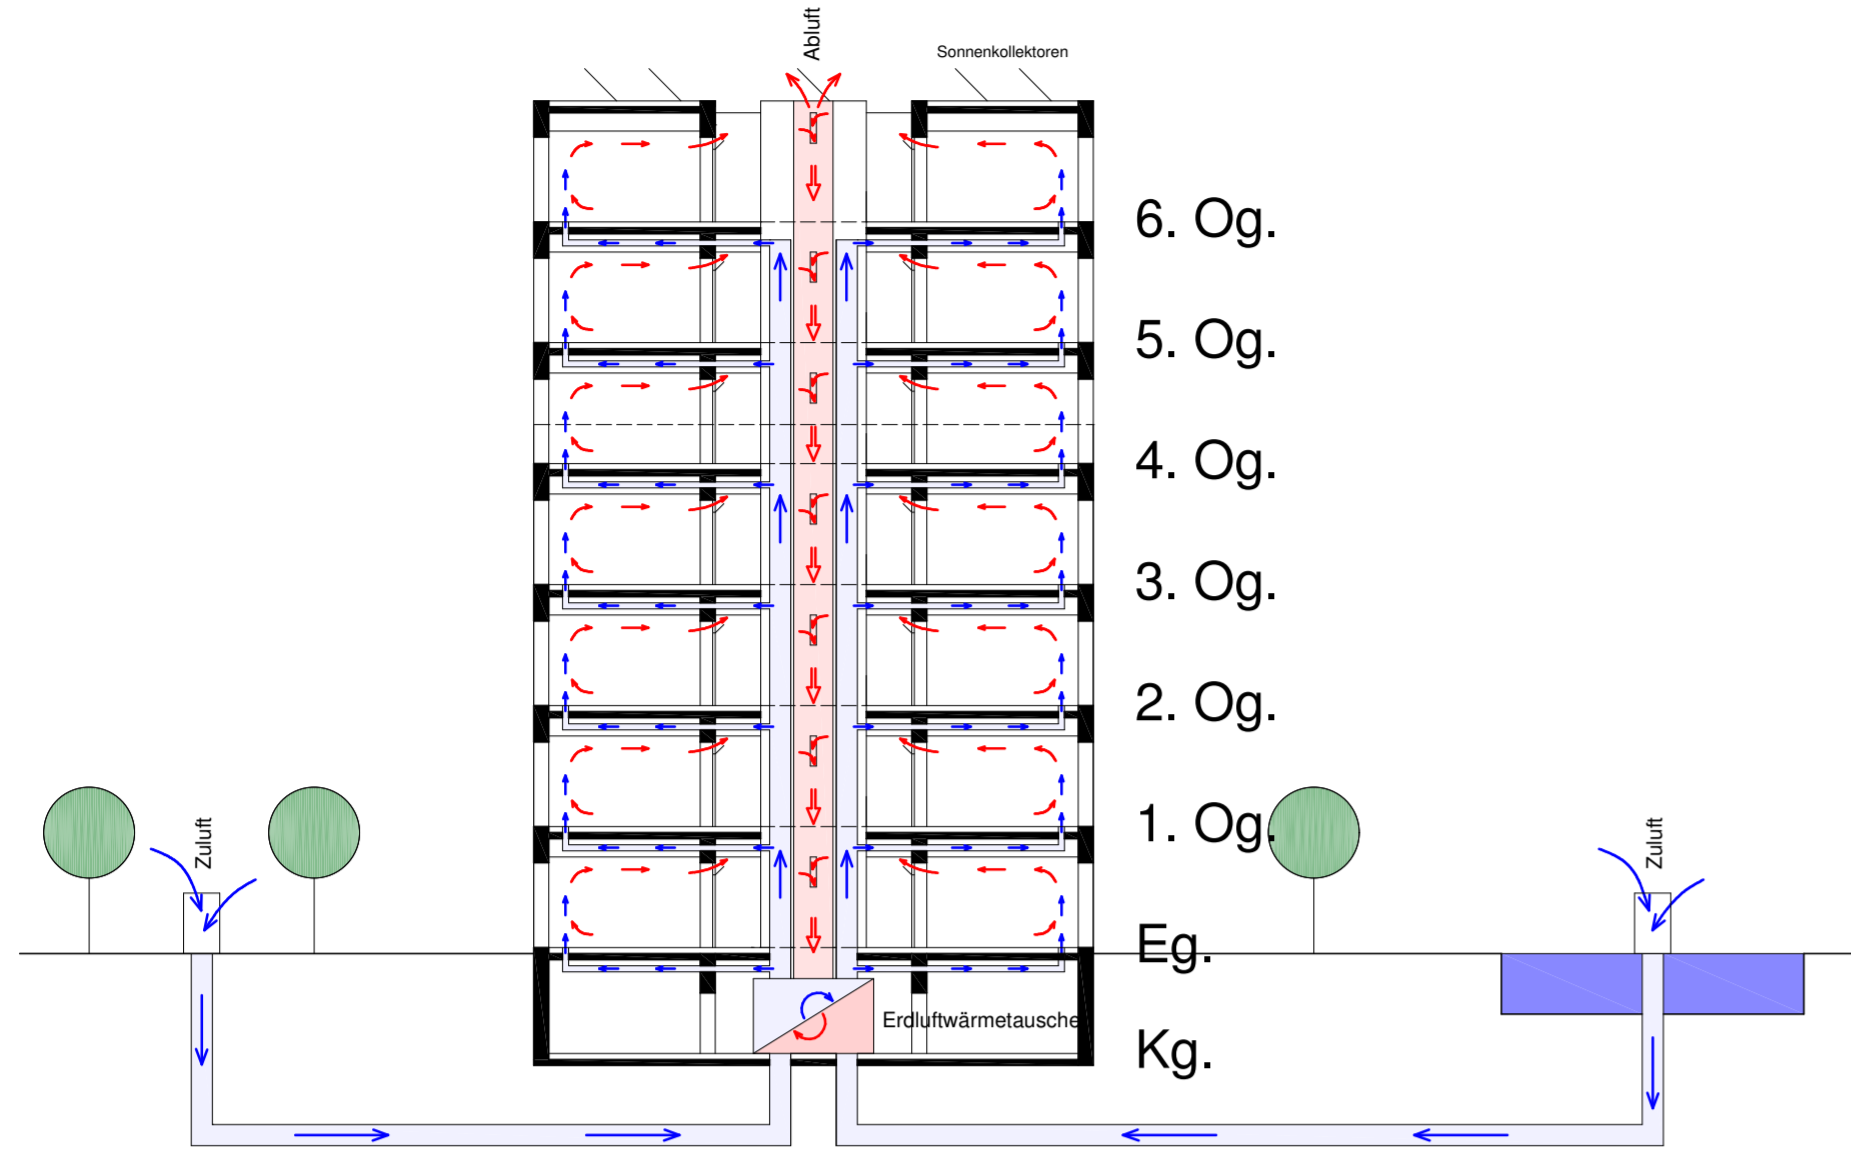 Abluft
Sonnenkollektoren
6. Og.
5. Og.
4. Og.
3. Og.
2. Og.
1. Og.
Zuluft
Zuluft
Eg.
Erdluftwärmetausche
Kg.